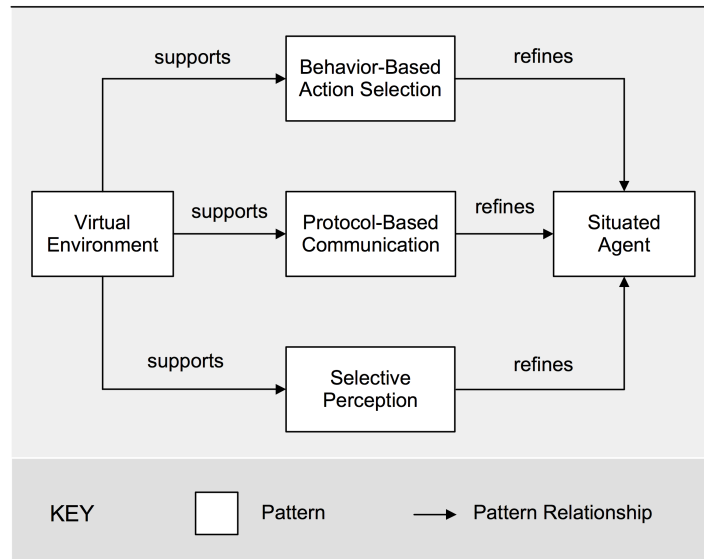 supports
Behavior-Based
Action Selection
refines
Virtual
Environment
supports
Protocol-Based
Communication
refines
Situated
Agent
supports
Selective
Perception
refines
KEY
Pattern
Pattern Relationship